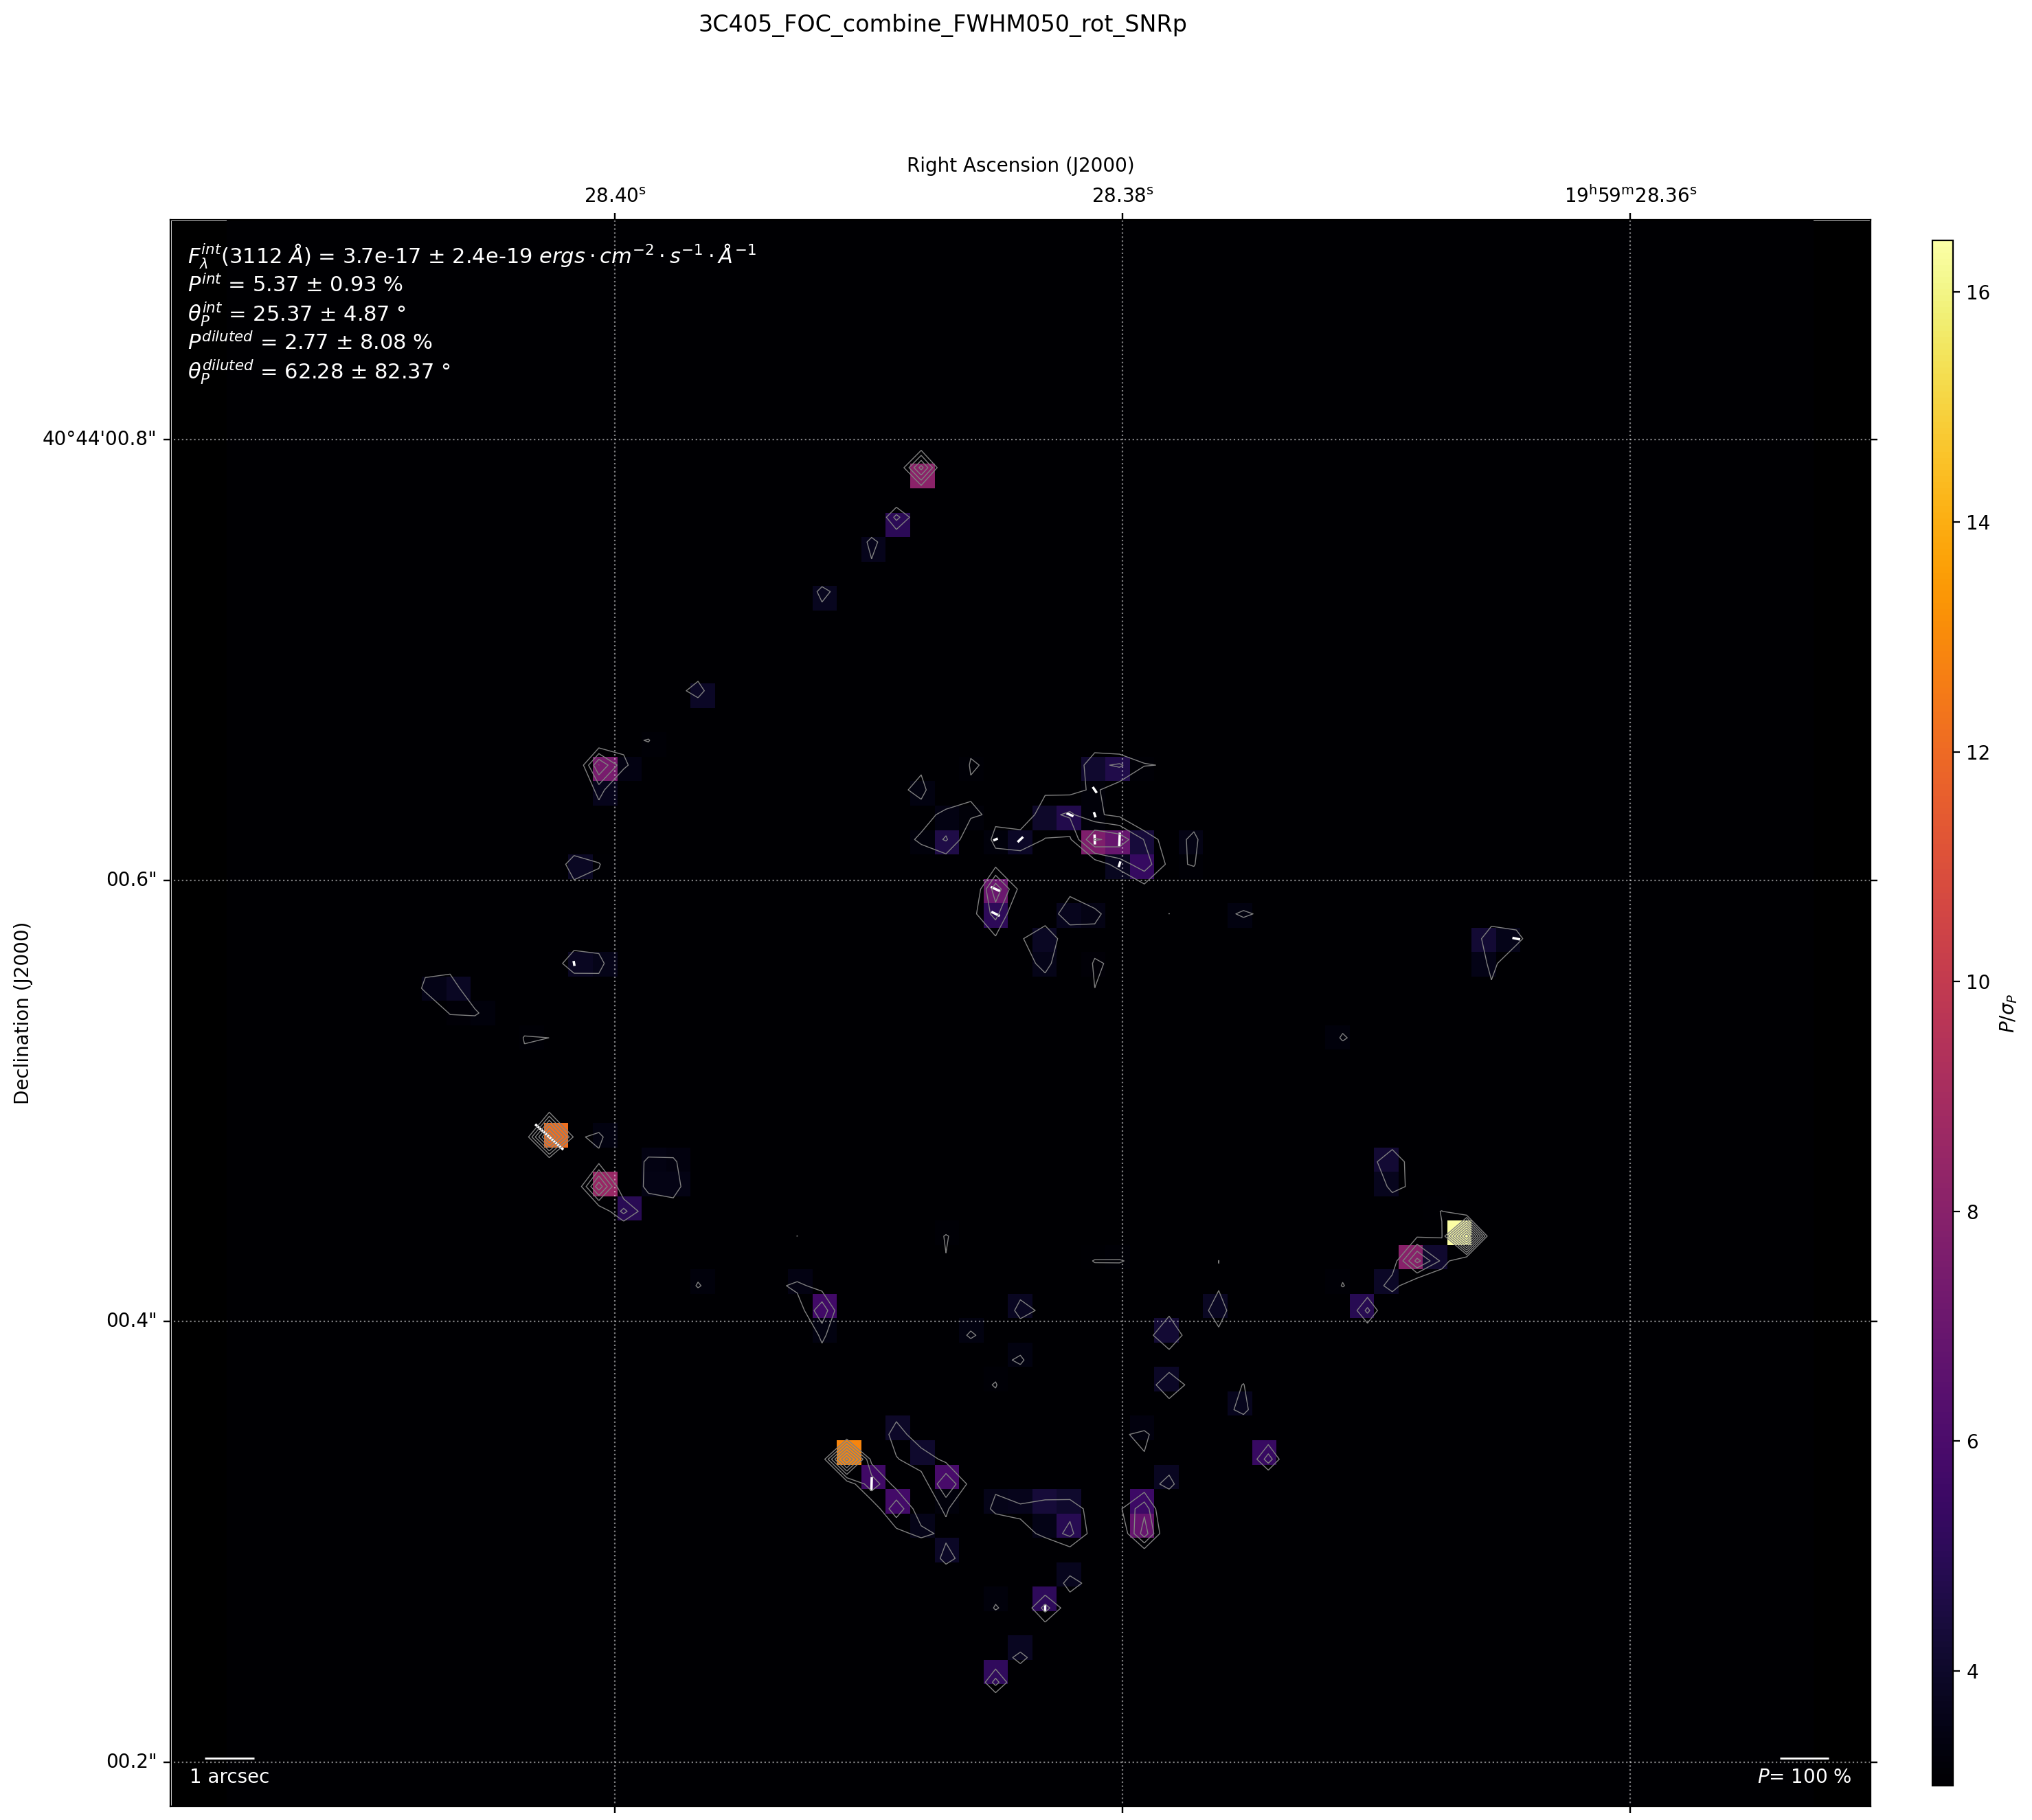 3C405_FOC_combine_FWHM050_rot_SNRp
Right Ascension (J2000)
28.40ˢ 28.38ˢ 19ʰ59ᵐ28.36ˢ
F_λ^int(3112 Å) = 3.7e-17 ± 2.4e-19 ergs · cm⁻² · s⁻¹ · Å⁻¹
P^int = 5.37 ± 0.93 %
θ_P^int = 25.37 ± 4.87 °
P^diluted = 2.77 ± 8.08 %
θ_P^diluted = 62.28 ± 82.37 °
40°44'00.8"
00.6"
00.4"
00.2"
Declination (J2000)
1 arcsec
P= 100 %
16
14
12
10
8
6
4
P/σ_P